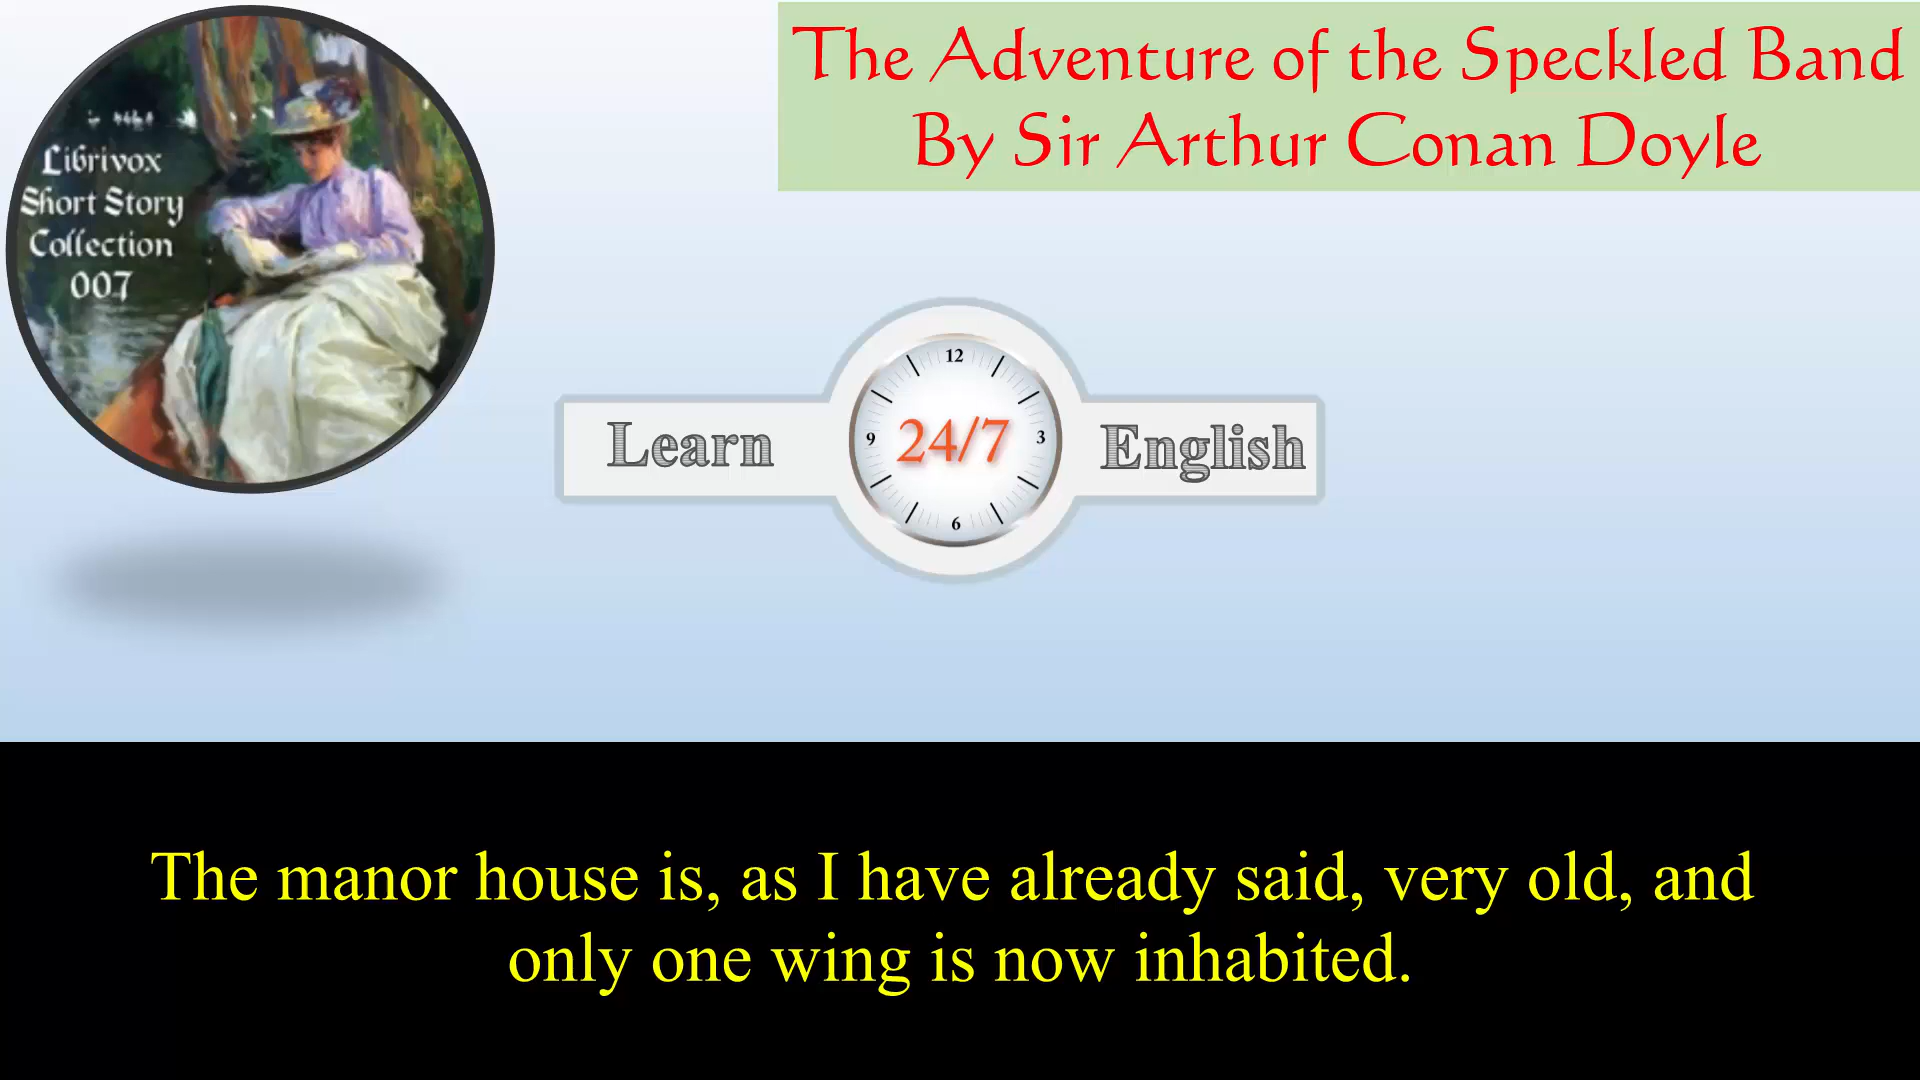 Librivox
Short Story
Collection
007
The Adventure of the Speckled Band
By Sir Arthur Conan Doyle
Learn
12
9
24/7
3
6
English
The manor house is, as I have already said, very old, and
only one wing is now inhabited.